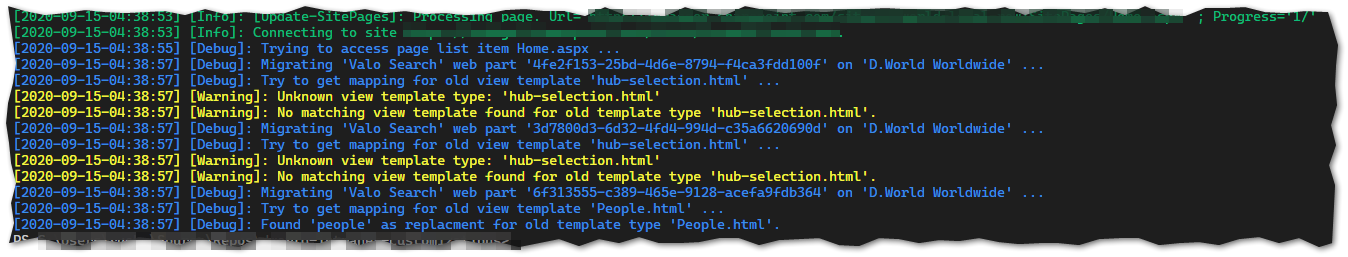 [2020-09-15-04:38:53] [Info]: [Update-SitePages]: Processing page. Url= ; Progress='1/'
[2020-09-15-04:38:53] [Info]: Connecting to site .
[2020-09-15-04:38:55] [Debug]: Trying to access page list item Home.aspx ...
[2020-09-15-04:38:57] [Debug]: Migrating 'Valo Search' web part '4fe2f153-25bd-4d6e-8794-f4ca3fdd100f' on 'D.World Worldwide' ...
[2020-09-15-04:38:57] [Debug]: Try to get mapping for old view template 'hub-selection.html' ...
[2020-09-15-04:38:57] [Warning]: Unknown view template type: 'hub-selection.html'
[2020-09-15-04:38:57] [Warning]: No matching view template found for old template type 'hub-selection.html'.
[2020-09-15-04:38:57] [Debug]: Migrating 'Valo Search' web part '3d7800d3-6d32-4fd4-994d-c35a6620690d' on 'D.World Worldwide' ...
[2020-09-15-04:38:57] [Debug]: Try to get mapping for old view template 'hub-selection.html' ...
[2020-09-15-04:38:57] [Warning]: Unknown view template type: 'hub-selection.html'
[2020-09-15-04:38:57] [Warning]: No matching view template found for old template type 'hub-selection.html'.
[2020-09-15-04:38:57] [Debug]: Migrating 'Valo Search' web part '6f313555-c389-465e-9128-acefa9fdb364' on 'D.World Worldwide' ...
[2020-09-15-04:38:57] [Debug]: Try to get mapping for old view template 'People.html' ...
[2020-09-15-04:38:57] [Debug]: Found 'people' as replacment for old template type 'People.html'.
PS